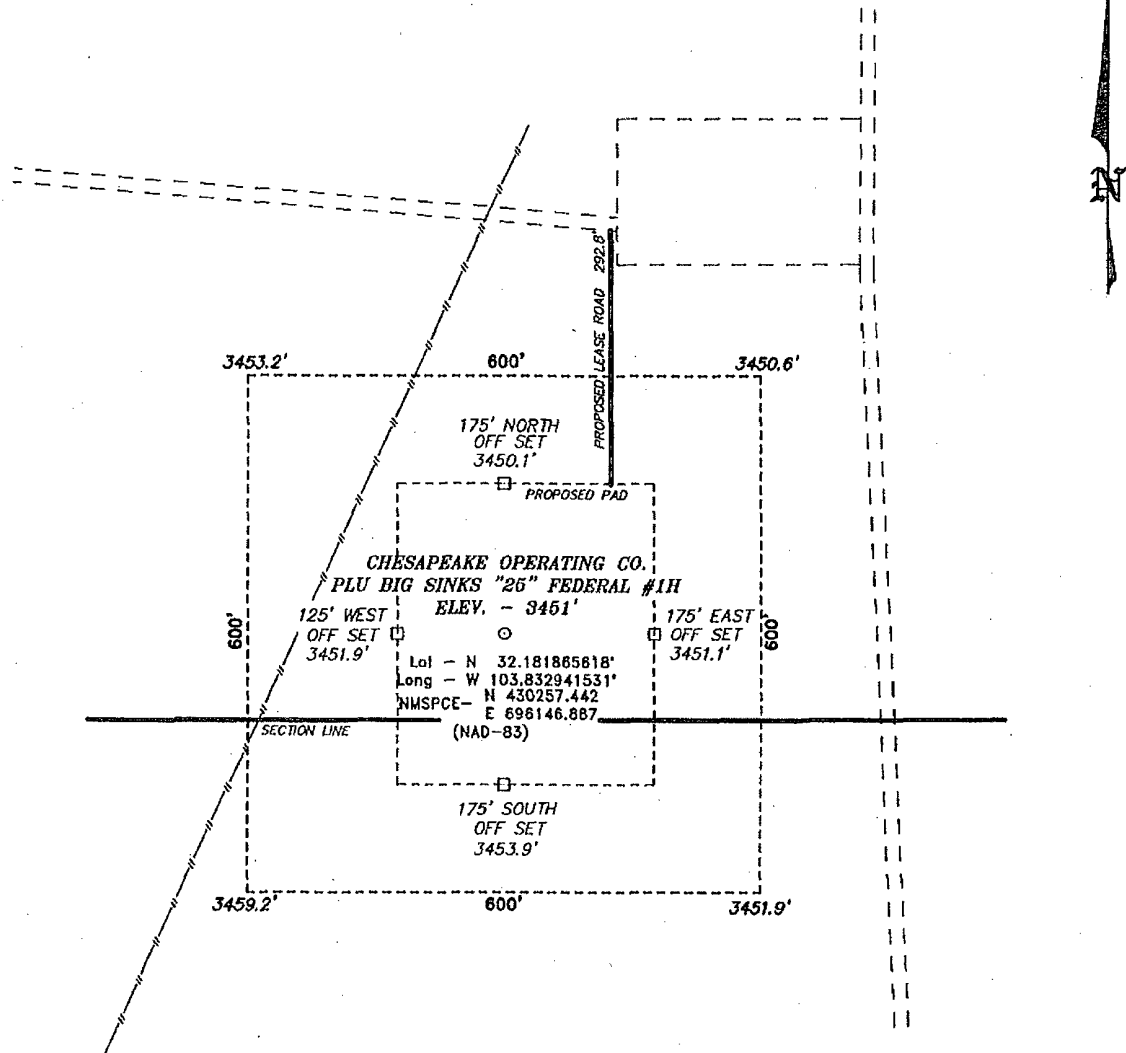 N
292.8'
PROPOSED LEASE ROAD
3453.2'
600'
3450.6'
175' NORTH
OFF SET
3450.1'
PROPOSED PAD
CHESAPEAKE OPERATING CO.
PLU BIG SINKS "25" FEDERAL #1H
ELEV. - 3451'
600'
125' WEST
OFF SET
3451.9'
175' EAST
OFF SET
3451.1'
600'
Lat - N 32.181865618°
Long - W 103.832941531°
NMSPCE- N 430257.442
E 696146.887
(NAD-83)
SECTION LINE
175' SOUTH
OFF SET
3453.9'
3459.2'
600'
3451.9'